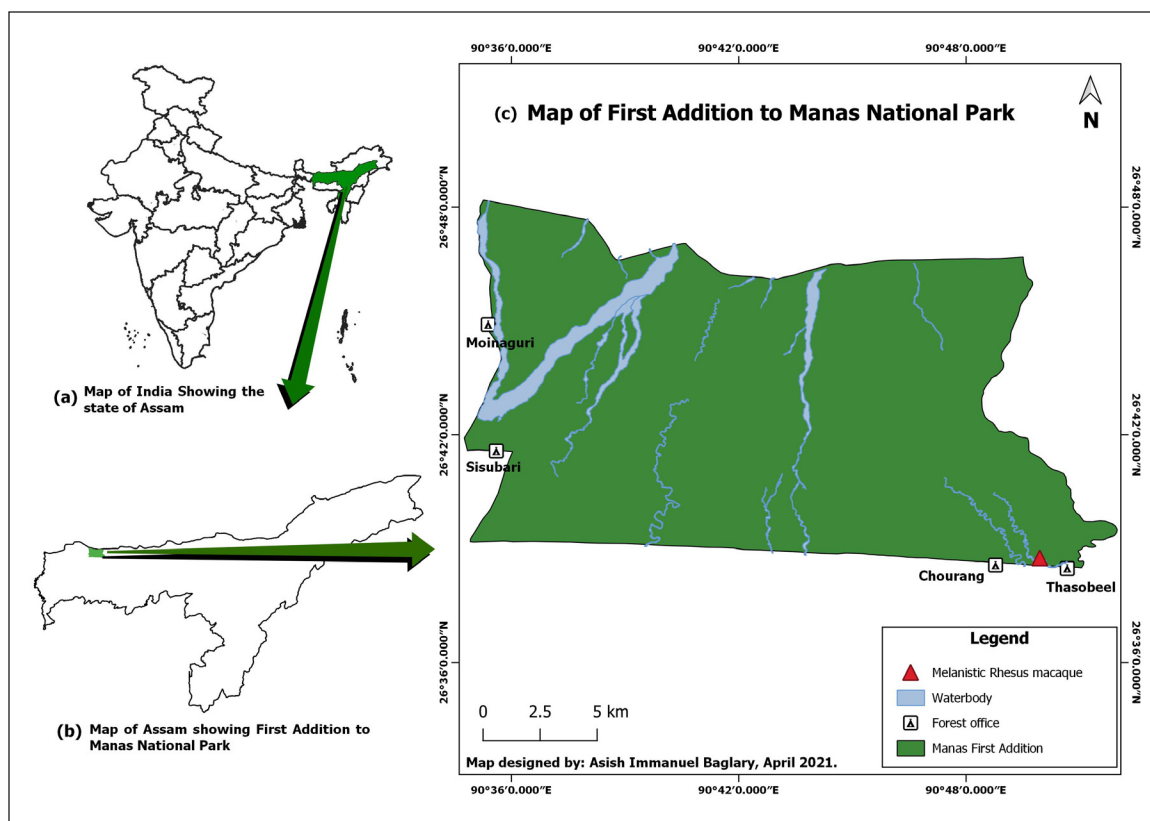 (a) Map of India Showing the
state of Assam
(b) Map of Assam showing First Addition to
Manas National Park
90°36′0.000″E 90°42′0.000″E 90°48′0.000″E
(c) Map of First Addition to Manas National Park
N
26°48′0.000″N 26°48′0.000″N
Moinaguri
26°42′0.000″N 26°42′0.000″N
Sisubari
Chourang
Thasobeel
26°36′0.000″N 26°36′0.000″N
Legend
Melanistic Rhesus macaque
Waterbody
Forest office
Manas First Addition
0 2.5 5 km
Map designed by: Asish Immanuel Baglary, April 2021.
90°36′0.000″E 90°42′0.000″E 90°48′0.000″E